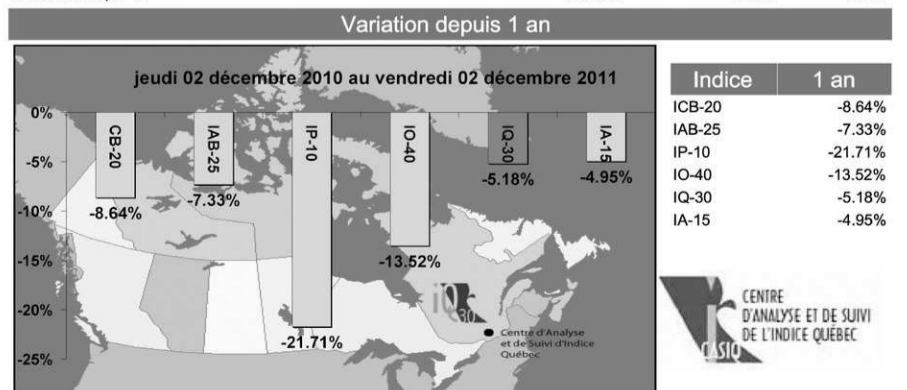 Variation depuis 1 an
jeudi 02 décembre 2010 au vendredi 02 décembre 2011
0%
-5%
-10%
-15%
-20%
-25%
CB-20
IAB-25
IP-10
IO-40
IQ-30
IA-15
-8.64%
-7.33%
-21.71%
-13.52%
-5.18%
-4.95%
iQ
30
Centre d'Analyse
et de Suivi d'Indice
Québec
Indice 1 an
ICB-20 -8.64%
IAB-25 -7.33%
IP-10 -21.71%
IO-40 -13.52%
IQ-30 -5.18%
IA-15 -4.95%
CASIQ
CENTRE
D'ANALYSE ET DE SUIVI
DE L'INDICE QUÉBEC